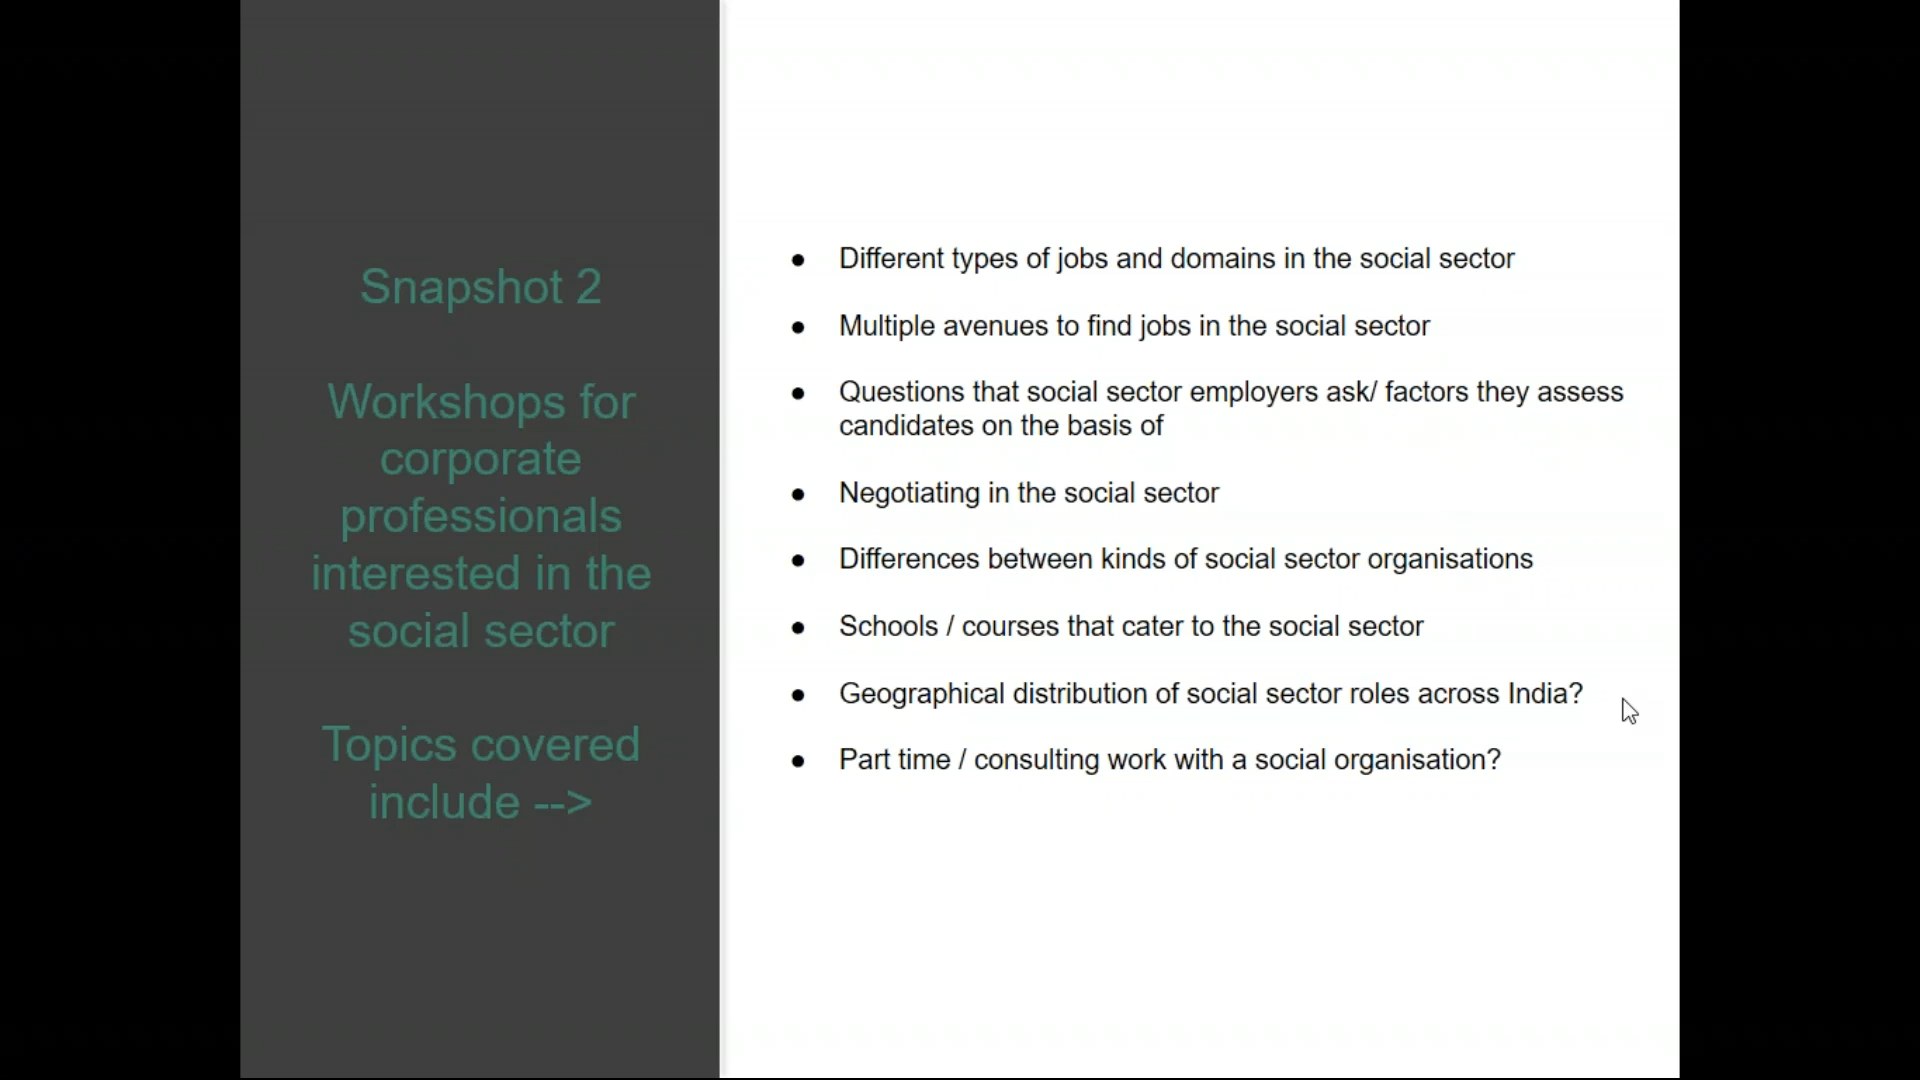 Snapshot 2
Workshops for
corporate
professionals
interested in the
social sector
Topics covered
include -->
● Different types of jobs and domains in the social sector
● Multiple avenues to find jobs in the social sector
● Questions that social sector employers ask/ factors they assess
candidates on the basis of
● Negotiating in the social sector
● Differences between kinds of social sector organisations
● Schools / courses that cater to the social sector
● Geographical distribution of social sector roles across India?
● Part time / consulting work with a social organisation?